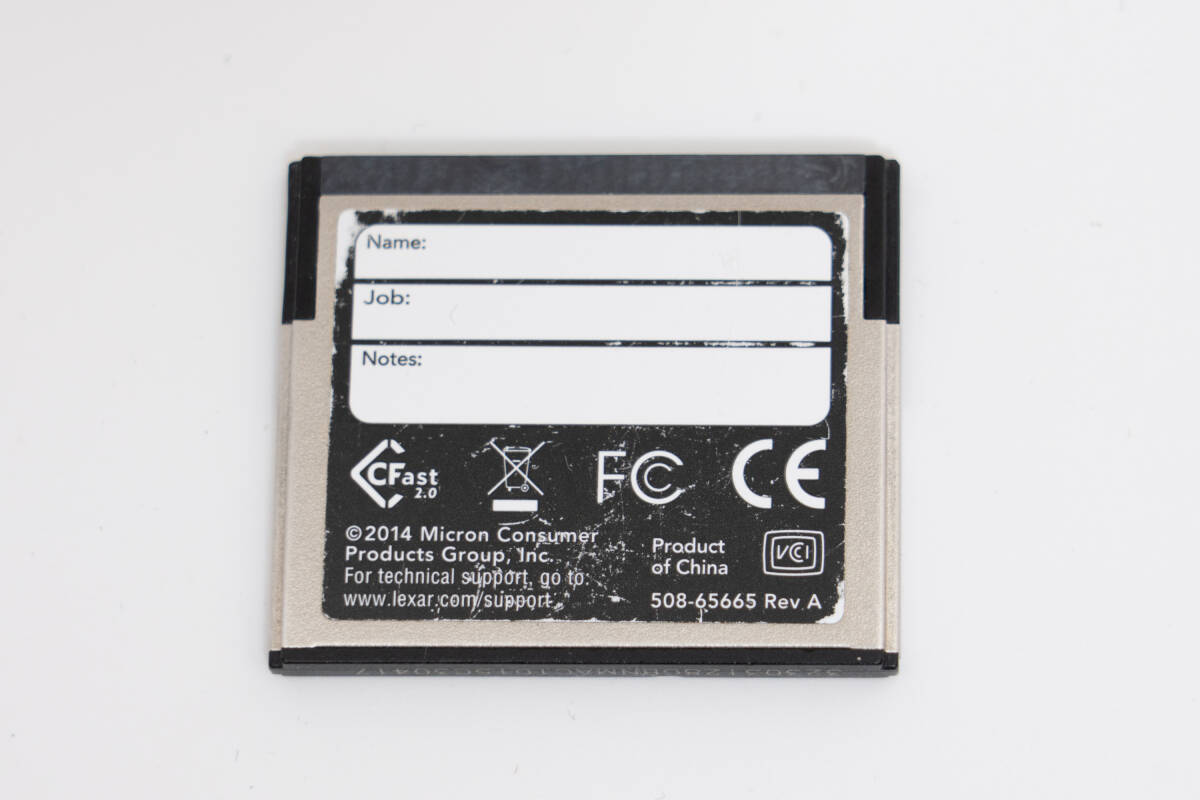 Name:
Job:
Notes:
CFast
2.0
FC
CE
©2014 Micron Consumer
Products Group, Inc.
For technical support, go to:
www.lexar.com/support
Product
of China
VCCI
508-65665 Rev A